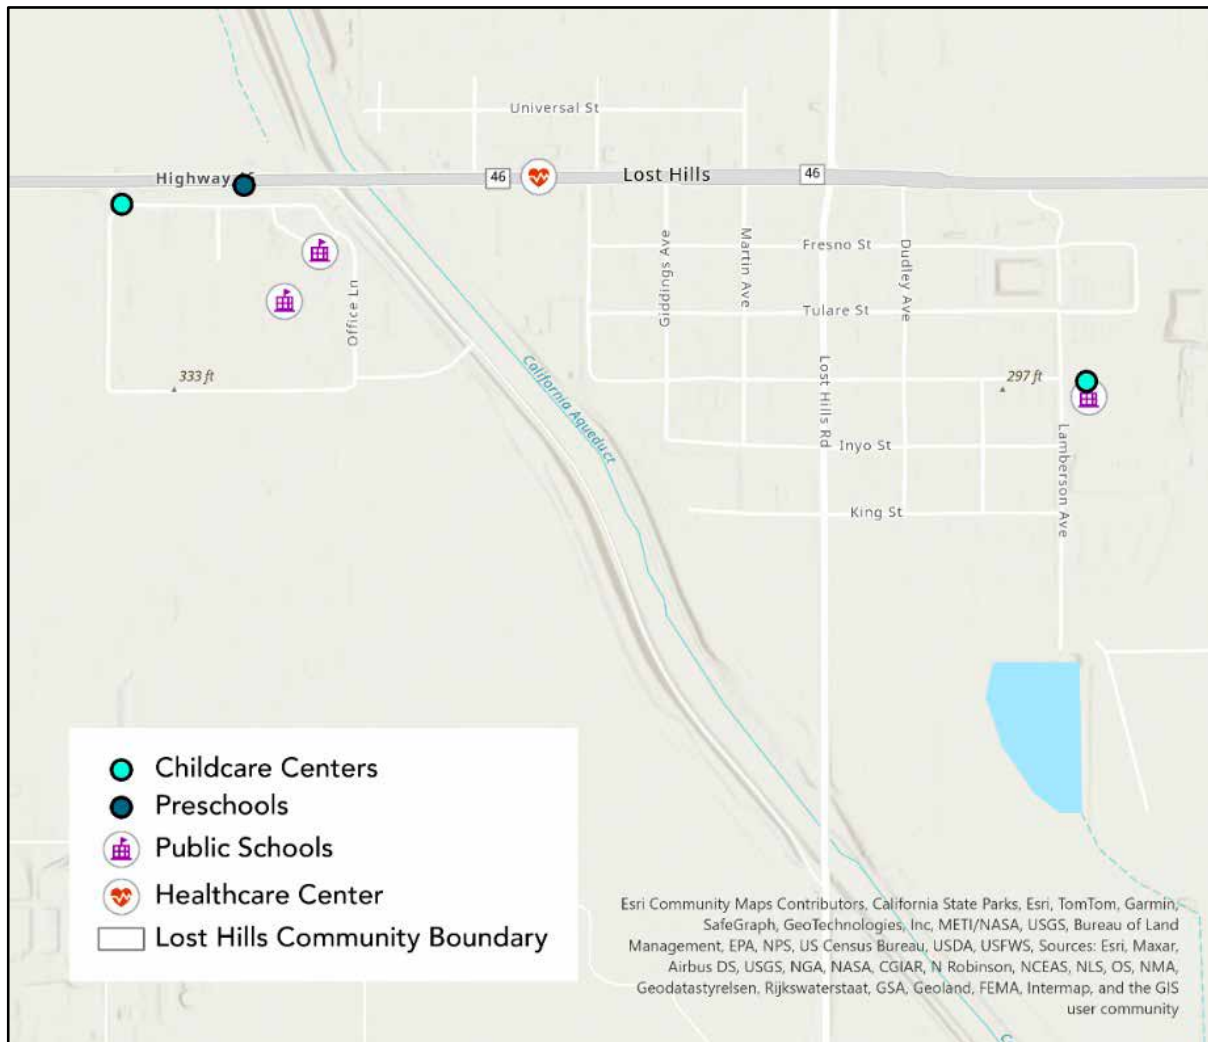 Universal St
Highway 46
46
Lost Hills
46
Fresno St
Giddings Ave
Martin Ave
Dudley Ave
Tulare St
Office Ln
333 ft
California Aqueduct
Lost Hills Rd
297 ft
Inyo St
Lamberson Ave
King St
Childcare Centers
Preschools
Public Schools
Healthcare Center
Lost Hills Community Boundary
Esri Community Maps Contributors, California State Parks, Esri, TomTom, Garmin,
SafeGraph, GeoTechnologies, Inc, METI/NASA, USGS, Bureau of Land
Management, EPA, NPS, US Census Bureau, USDA, USFWS, Sources: Esri, Maxar,
Airbus DS, USGS, NGA, NASA, CGIAR, N Robinson, NCEAS, NLS, OS, NMA,
Geodatastyrelsen, Rijkswaterstaat, GSA, Geoland, FEMA, Intermap, and the GIS
user community